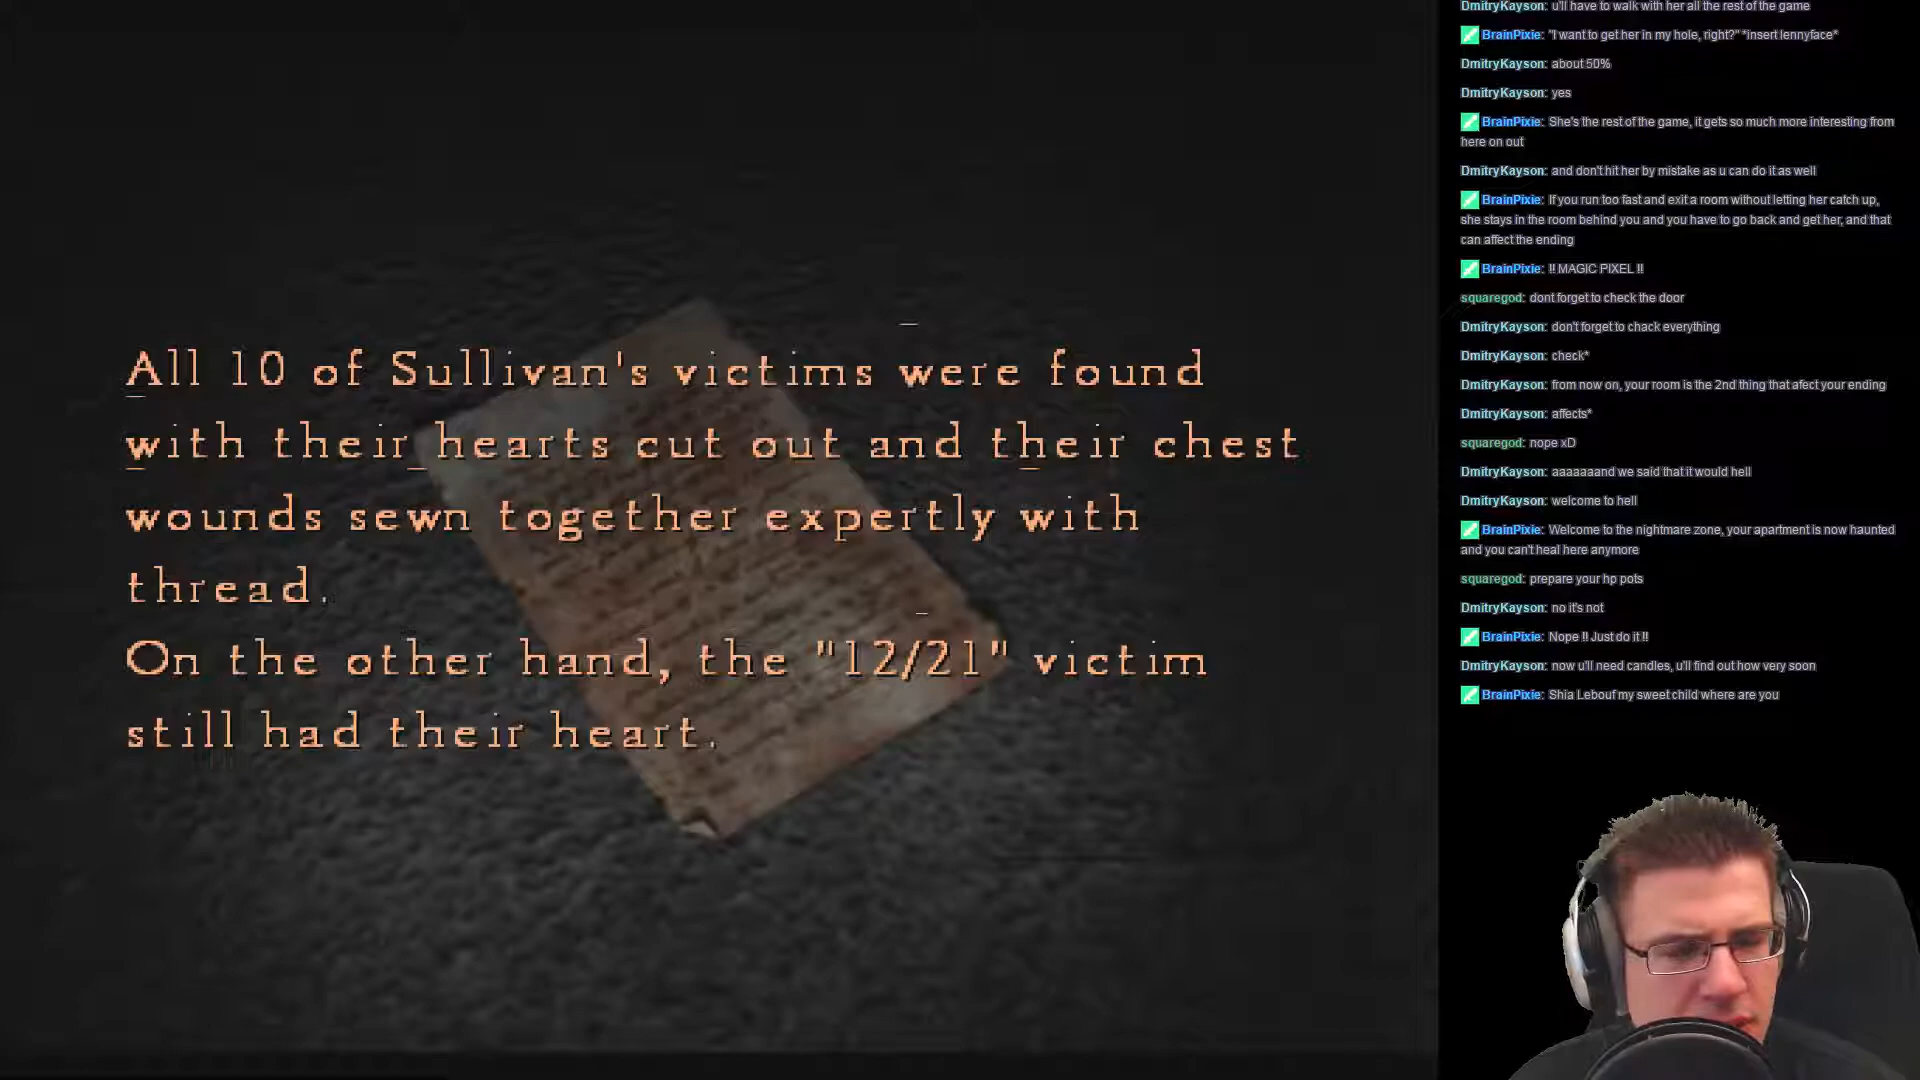 All 10 of Sullivan's victims were found
with their hearts cut out and their chest
wounds sewn together expertly with
thread.
On the other hand, the "12/21" victim
still had their heart.
DmitryKayson: u'll have to walk with her all the rest of the game
BrainPixie: "I want to get her in my hole, right?" *insert lennyface*
DmitryKayson: about 50%
DmitryKayson: yes
BrainPixie: She's the rest of the game, it gets so much more interesting from
here on out
DmitryKayson: and don't hit her by mistake as u can do it as well
BrainPixie: If you run too fast and exit a room without letting her catch up,
she stays in the room behind you and you have to go back and get her, and that
can affect the ending
BrainPixie: !! MAGIC PIXEL !!
squaregod: dont forget to check the door
DmitryKayson: don't forget to chack everything
DmitryKayson: check*
DmitryKayson: from now on, your room is the 2nd thing that afect your ending
DmitryKayson: affects*
squaregod: nope xD
DmitryKayson: aaaaaaand we said that it would hell
DmitryKayson: welcome to hell
BrainPixie: Welcome to the nightmare zone, your apartment is now haunted
and you can't heal here anymore
squaregod: prepare your hp pots
DmitryKayson: no it's not
BrainPixie: Nope !! Just do it !!
DmitryKayson: now u'll need candles, u'll find out how very soon
BrainPixie: Shia Lebouf my sweet child where are you